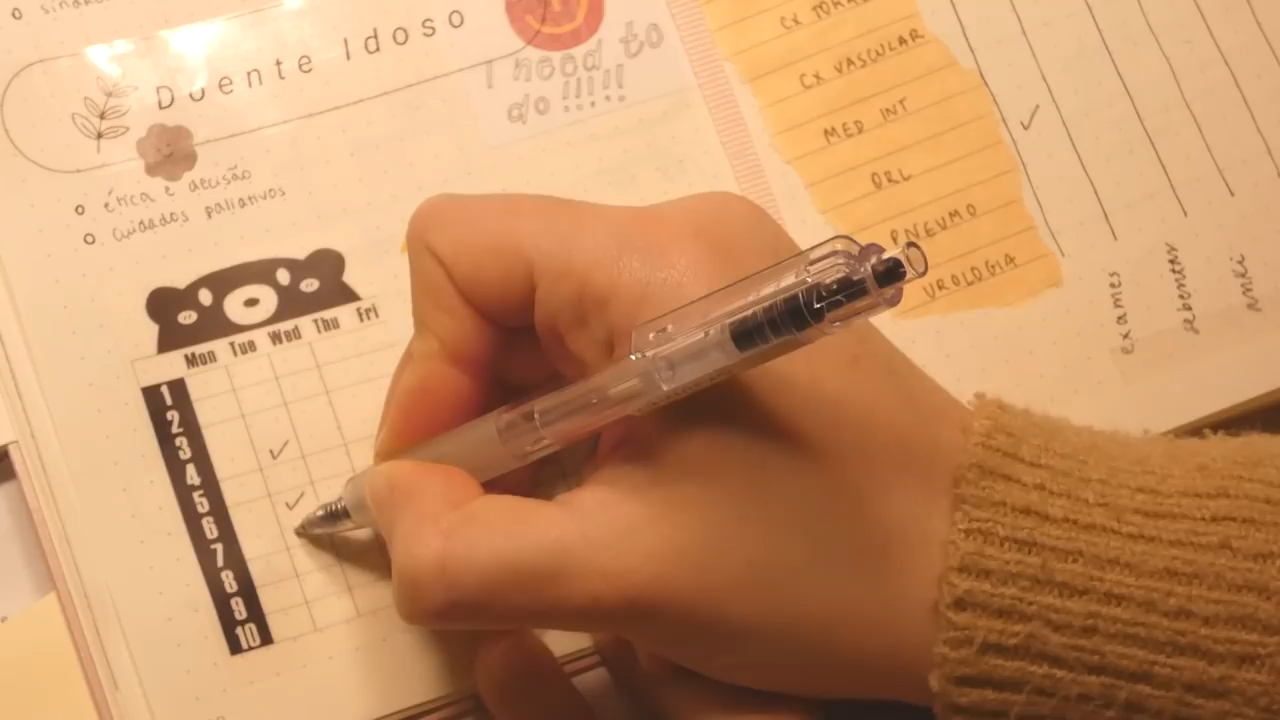 Doente Idoso
I need to
do !!!!!
ética e decisão
cuidados paliativos
Mon Tue Wed Thu Fri
1
2
3
4
5
6
7
8
9
10
CX VASCULAR
MED INT
ORL
PNEUMO
UROLOGIA
exames
sebentas
anki